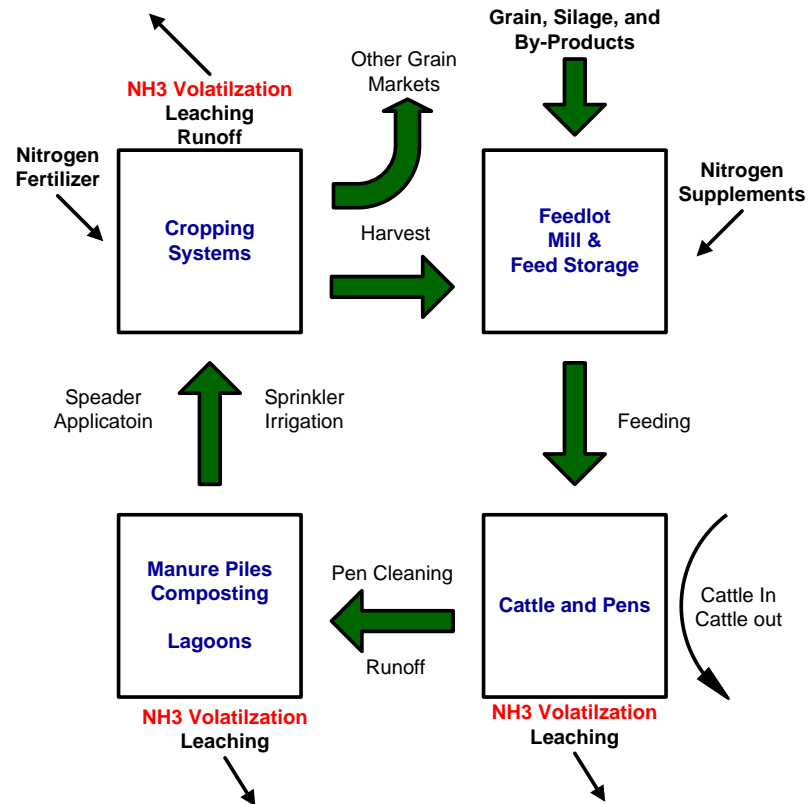 Grain, Silage, and
By-Products
Other Grain
Markets
NH3 Volatilzation
Leaching
Runoff
Nitrogen
Fertilizer
Nitrogen
Supplements
Cropping
Systems
Harvest
Feedlot
Mill &
Feed Storage
Speader
Applicatoin
Sprinkler
Irrigation
Feeding
Manure Piles
Composting
Lagoons
Pen Cleaning
Runoff
Cattle and Pens
Cattle In
Cattle out
NH3 Volatilzation
Leaching
NH3 Volatilzation
Leaching